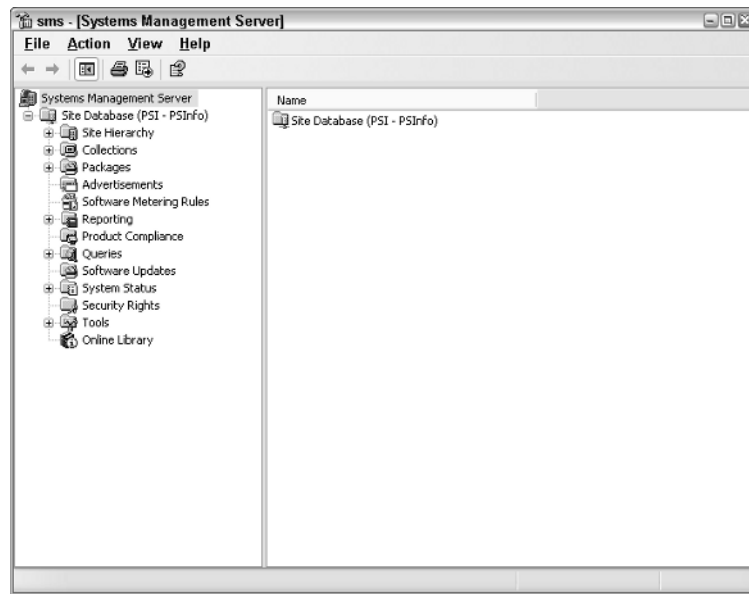 sms - [Systems Management Server]
File Action View Help
Systems Management Server
Site Database (PSI - PSInfo)
Site Hierarchy
Collections
Packages
Advertisements
Software Metering Rules
Reporting
Product Compliance
Queries
Software Updates
System Status
Security Rights
Tools
Online Library
Name
Site Database (PSI - PSInfo)